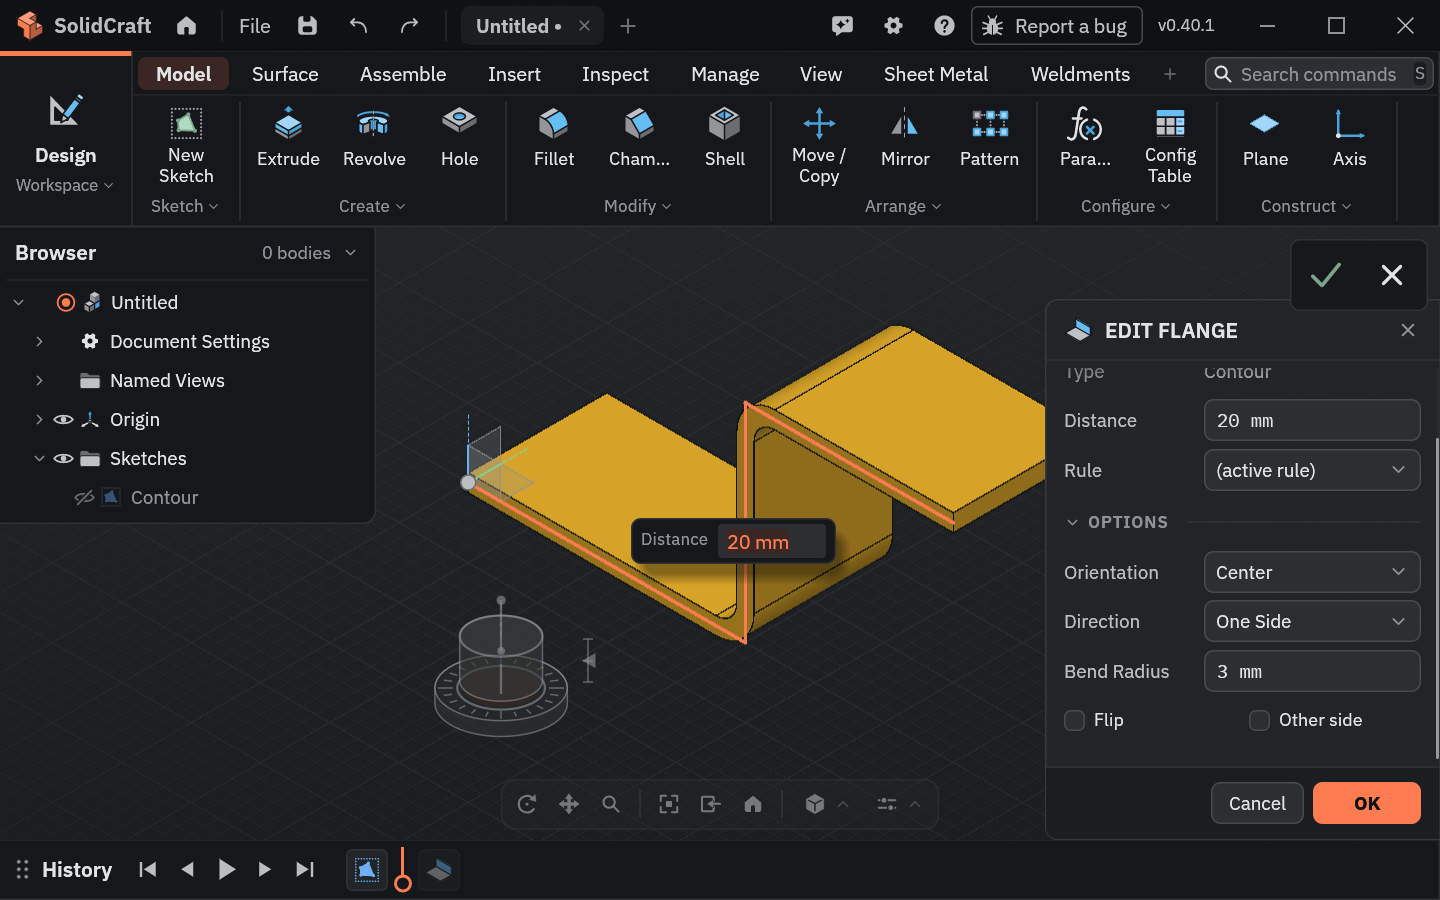 SolidCraft
File
Untitled •
Report a bug
v0.40.1
Design
Workspace
Model
Surface
Assemble
Insert
Inspect
Manage
View
Sheet Metal
Weldments
Search commands
S
New
Sketch
Sketch
Extrude
Revolve
Hole
Create
Fillet
Cham...
Shell
Modify
Move /
Copy
Mirror
Pattern
Arrange
Para...
Config
Table
Configure
Plane
Axis
Construct
Browser
0 bodies
Untitled
Document Settings
Named Views
Origin
Sketches
Contour
Distance
20 mm
EDIT FLANGE
Type
Contour
Distance
20 mm
Rule
(active rule)
OPTIONS
Orientation
Center
Direction
One Side
Bend Radius
3 mm
Flip
Other side
Cancel
OK
History